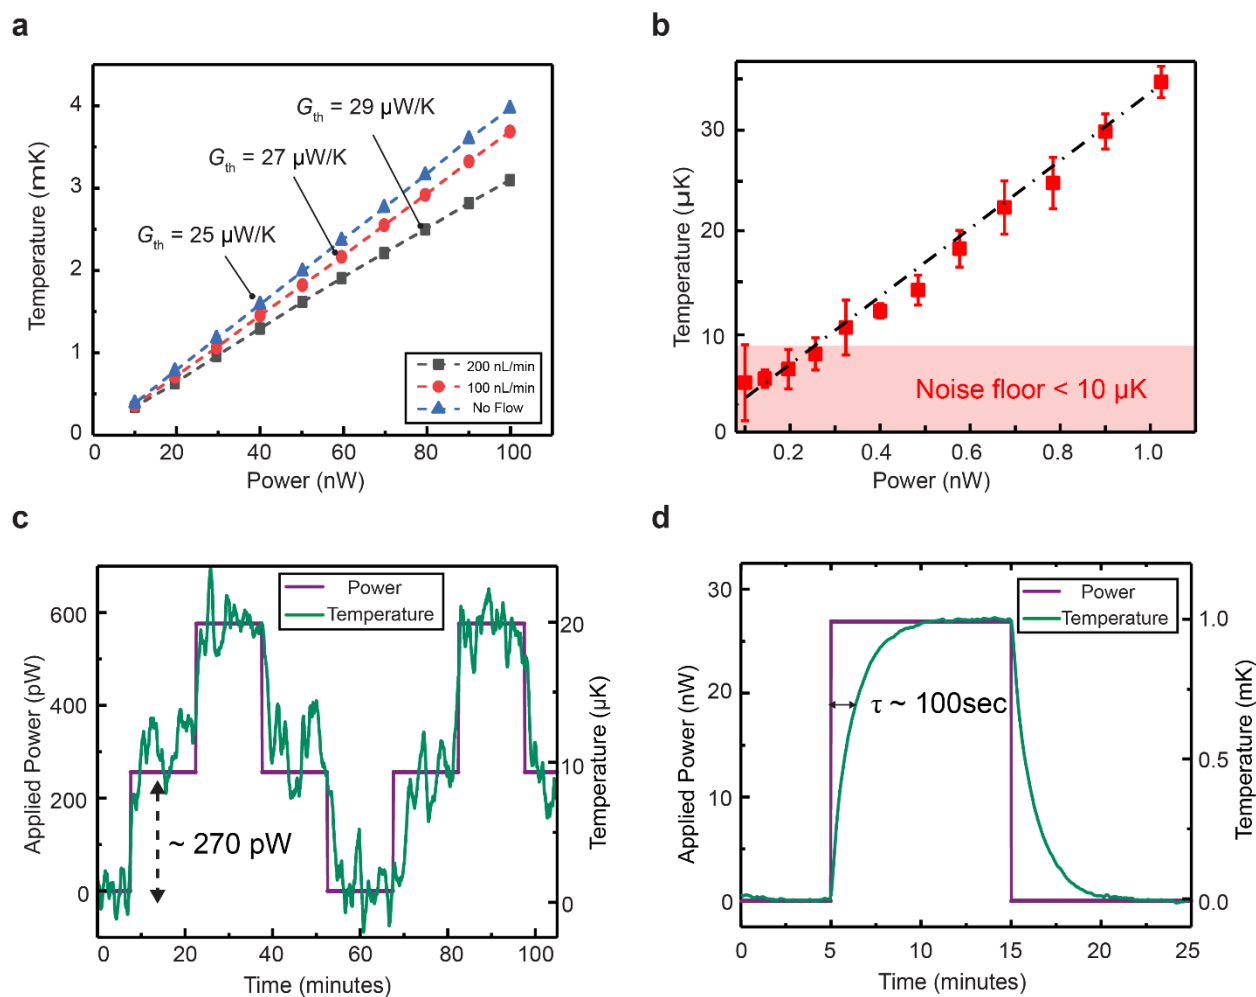 a
Temperature (mK)
4
3
2
1
0
G_th = 29 µW/K
G_th = 27 µW/K
G_th = 25 µW/K
200 nL/min
100 nL/min
No Flow
0 20 40 60 80 100
Power (nW)
b
Temperature (µK)
30
20
10
0
Noise floor < 10 µK
0.2 0.4 0.6 0.8 1.0
Power (nW)
c
Applied Power (pW)
600
400
200
0
Power
Temperature
~ 270 pW
20
10
0
Temperature (µK)
0 20 40 60 80 100
Time (minutes)
d
Applied Power (nW)
30
20
10
0
Power
Temperature
τ ~ 100sec
1.0
0.5
0.0
Temperature (mK)
0 5 10 15 20 25
Time (minutes)